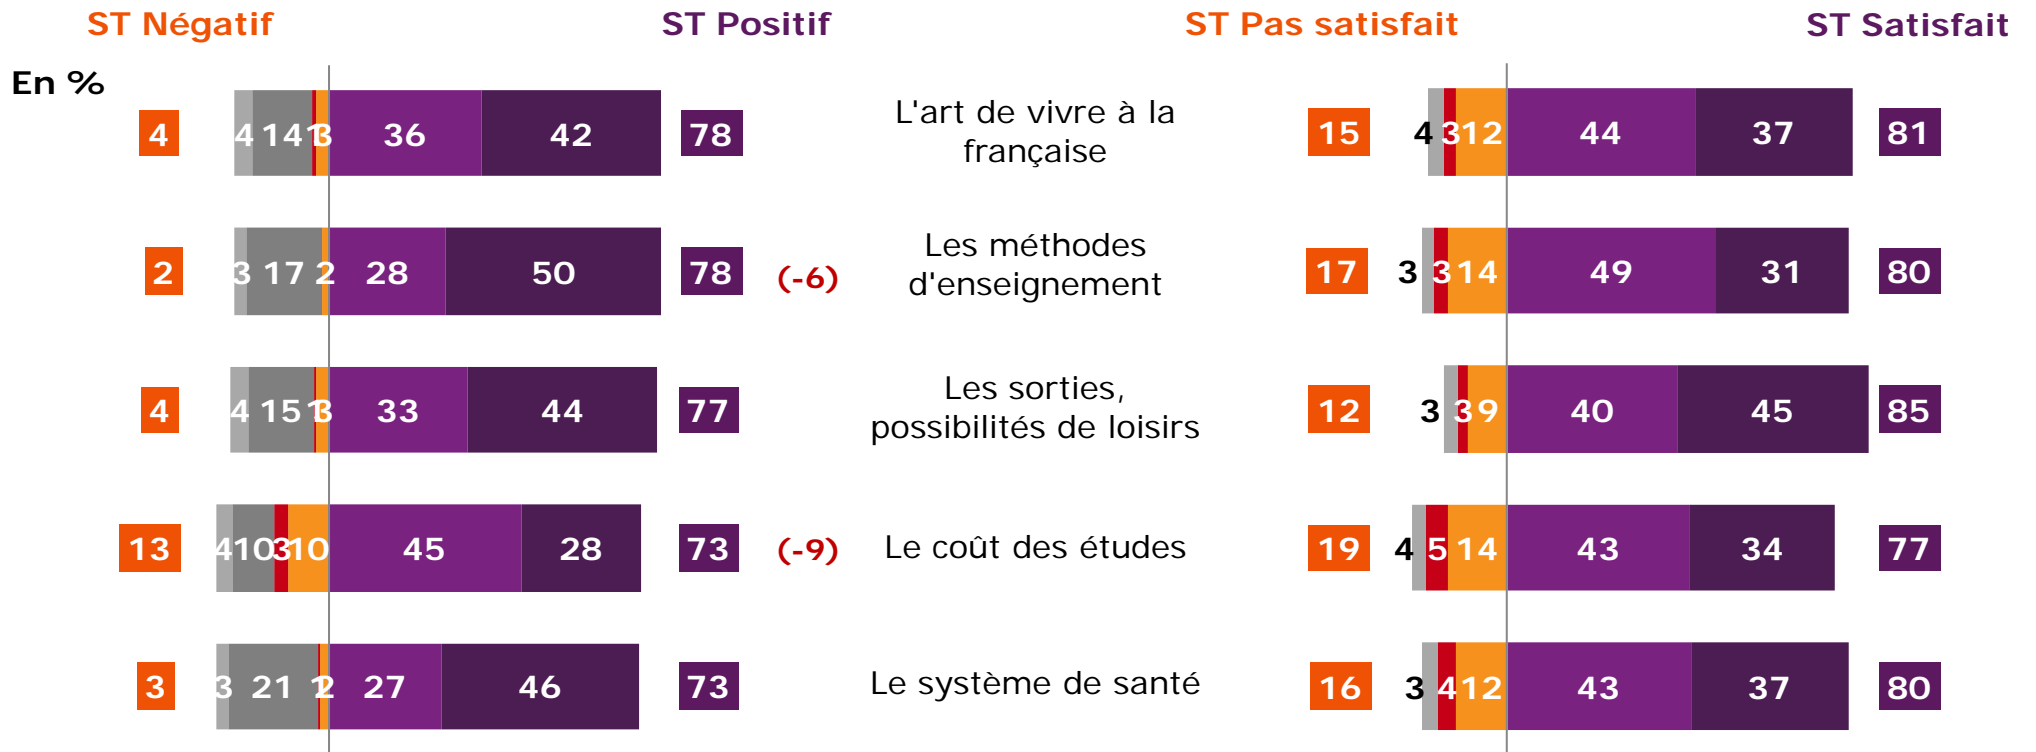 ST Négatif ST Positif ST Pas satisfait ST Satisfait
En %
4 4 14 1 3 36 42 78 L'art de vivre à la française 15 4 3 12 44 37 81
2 3 17 2 28 50 78 (-6) Les méthodes d'enseignement 17 3 3 14 49 31 80
4 4 15 1 3 33 44 77 Les sorties, possibilités de loisirs 12 3 3 9 40 45 85
13 4 10 3 10 45 28 73 (-9) Le coût des études 19 4 5 14 43 34 77
3 3 21 1 2 27 46 73 Le système de santé 16 3 4 12 43 37 80